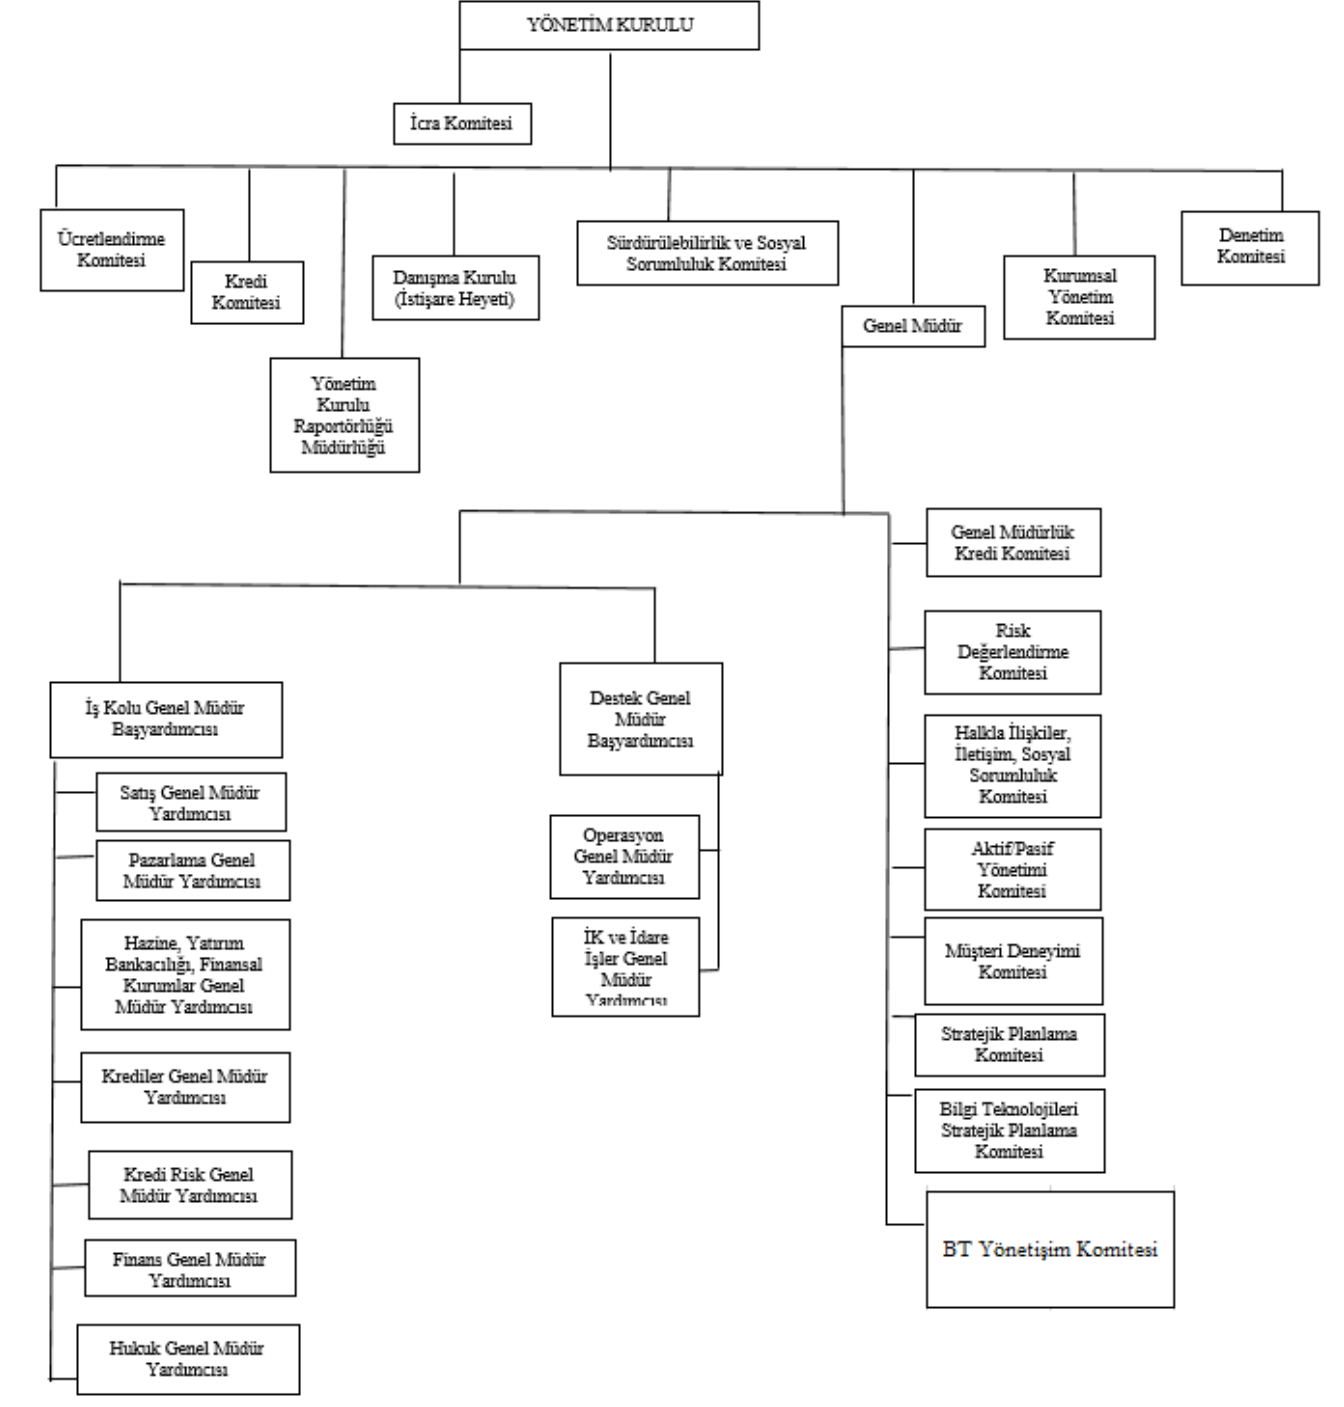 YÖNETİM KURULU
İcra Komitesi
Ücretlendirme
Komitesi
Kredi
Komitesi
Yönetim
Kurulu
Raportörlüğü
Müdürlüğü
Danışma Kurulu
(İstişare Heyeti)
Sürdürülebilirlik ve Sosyal
Sorumluluk Komitesi
Genel Müdür
Kurumsal
Yönetim
Komitesi
Denetim
Komitesi
İş Kolu Genel Müdür
Başyardımcısı
Satış Genel Müdür
Yardımcısı
Pazarlama Genel
Müdür Yardımcısı
Hazine, Yatırım
Bankacılığı, Finansal
Kurumlar Genel
Müdür Yardımcısı
Krediler Genel Müdür
Yardımcısı
Kredi Risk Genel
Müdür Yardımcısı
Finans Genel Müdür
Yardımcısı
Hukuk Genel Müdür
Yardımcısı
Destek Genel
Müdür
Başyardımcısı
Operasyon
Genel Müdür
Yardımcısı
İK ve İdare
İşler Genel
Müdür
Yardımcısı
Genel Müdürlük
Kredi Komitesi
Risk
Değerlendirme
Komitesi
Halkla İlişkiler,
İletişim, Sosyal
Sorumluluk
Komitesi
Aktif/Pasif
Yönetimi
Komitesi
Müşteri Deneyimi
Komitesi
Stratejik Planlama
Komitesi
Bilgi Teknolojileri
Stratejik Planlama
Komitesi
BT Yönetişim Komitesi